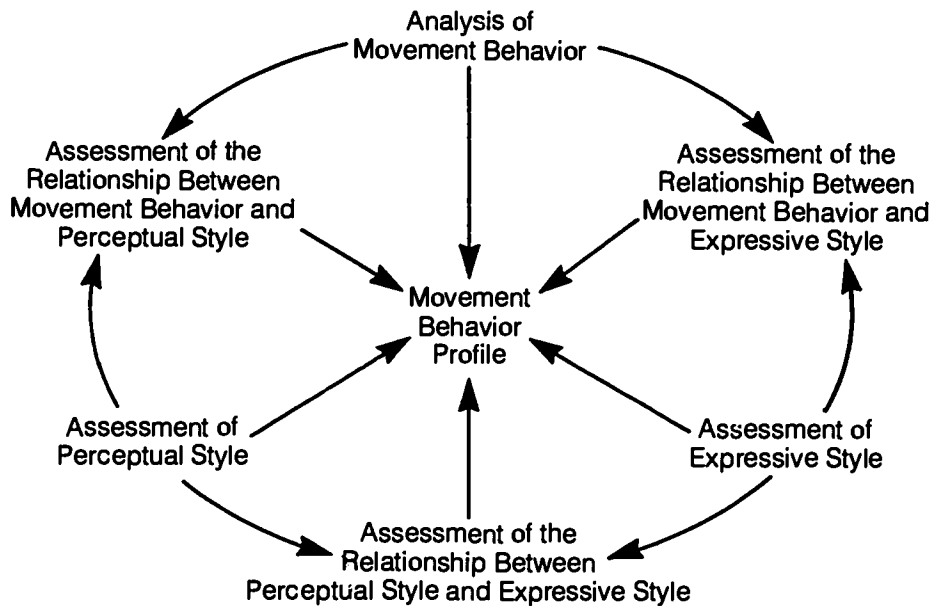 Analysis of
Movement Behavior
Assessment of the
Relationship Between
Movement Behavior and
Perceptual Style
Assessment of the
Relationship Between
Movement Behavior and
Expressive Style
Movement
Behavior
Profile
Assessment of
Perceptual Style
Assessment of
Expressive Style
Assessment of the
Relationship Between
Perceptual Style and Expressive Style